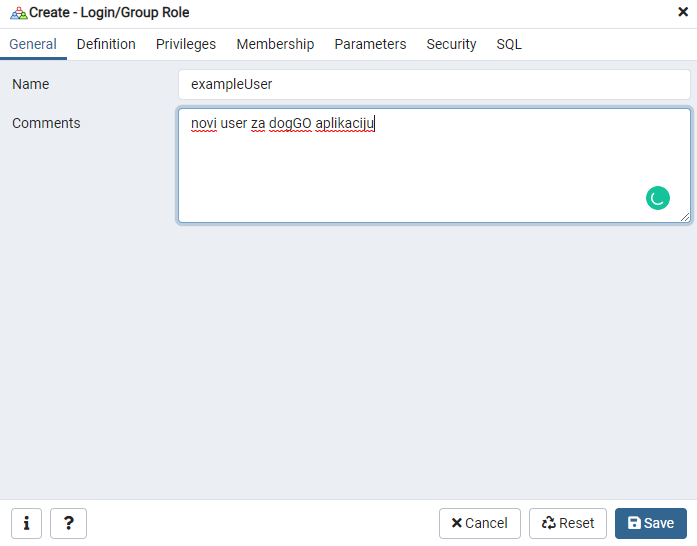 Create - Login/Group Role
General Definition Privileges Membership Parameters Security SQL
Name exampleUser
Comments novi user za dogGO aplikaciju
i ? Cancel Reset Save